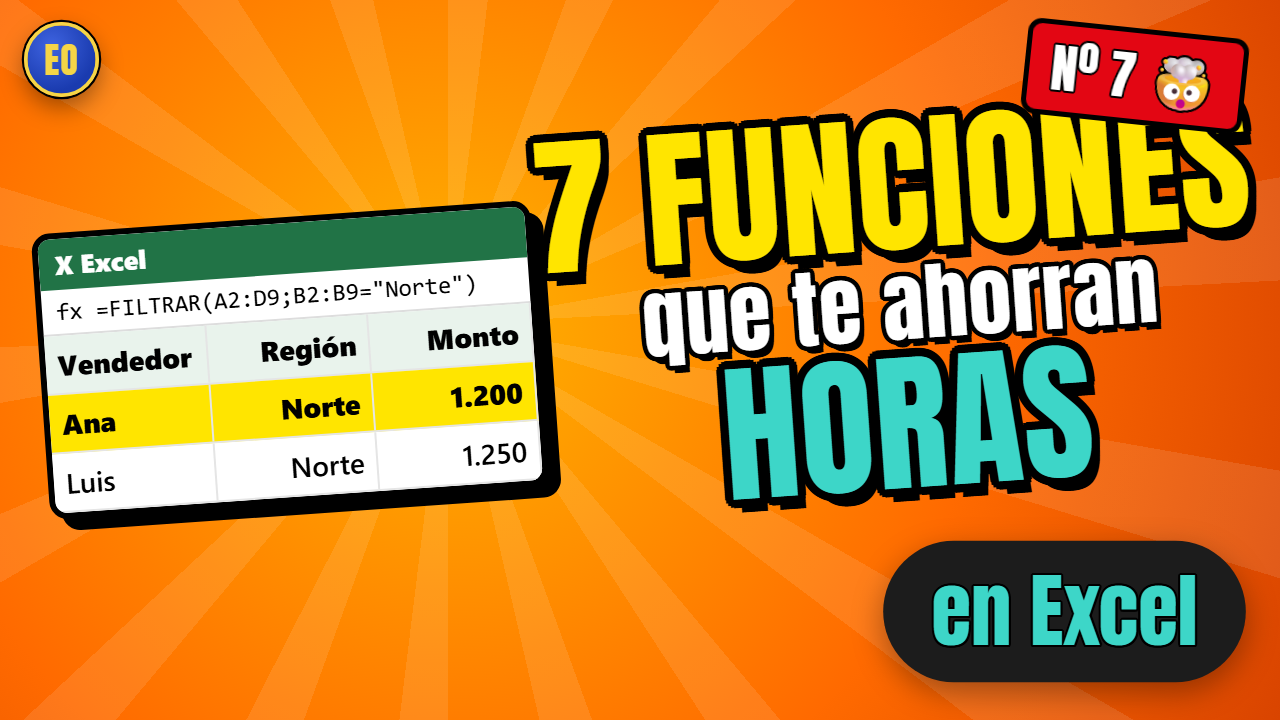 EO
Nº 7 🤯
7 FUNCIONES
que te ahorran
HORAS
X Excel
fx =FILTRAR(A2:D9;B2:B9="Norte")
Vendedor Región Monto
Ana Norte 1.200
Luis Norte 1.250
en Excel